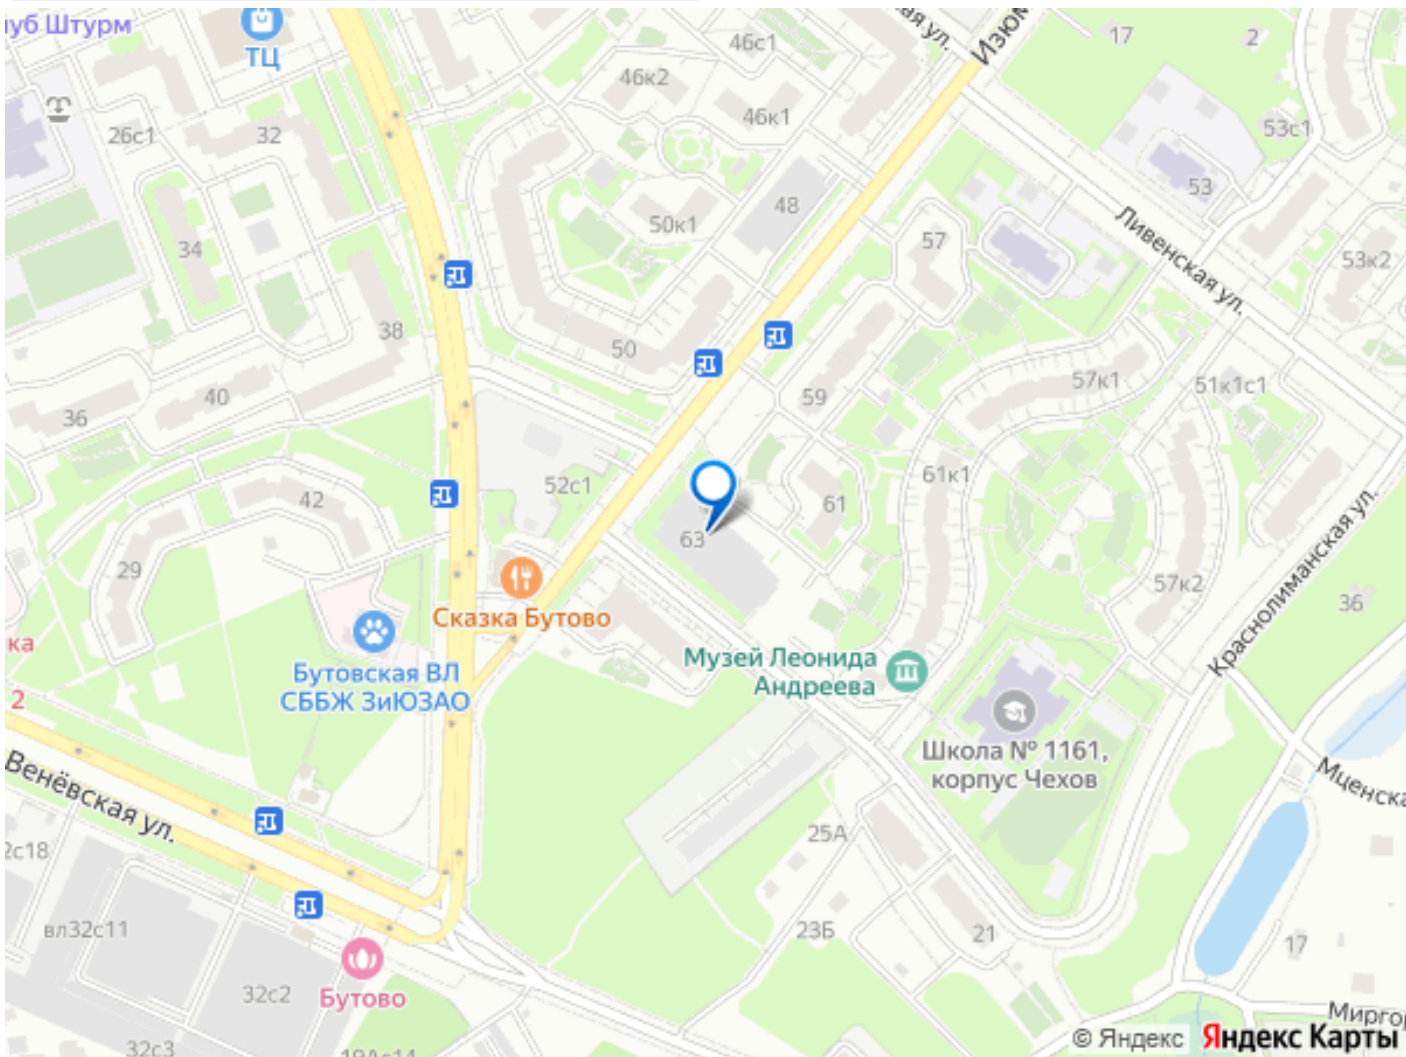 уб Штурм
ТЦ
46с1
46к2
46к1
ая ул.
Изюм
17
2
53с1
26с1
32
34
50к1
48
57
53
Ливенская ул.
53к2
38
50
36
40
59
57к1
51к1с1
42
52с1
63
61
61к1
29
57к2
Краснолиманская ул.
36
Сказка Бутово
ка
2
Бутовская ВЛ
СББЖ ЗиЮЗАО
Музей Леонида
Андреева
Школа № 1161,
корпус Чехов
Венёвская ул.
Мценска
25А
2с18
вл32с11
23Б
21
17
32с2
Бутово
Миргор
32с3
19Ас14
© Яндекс Яндекс Карты